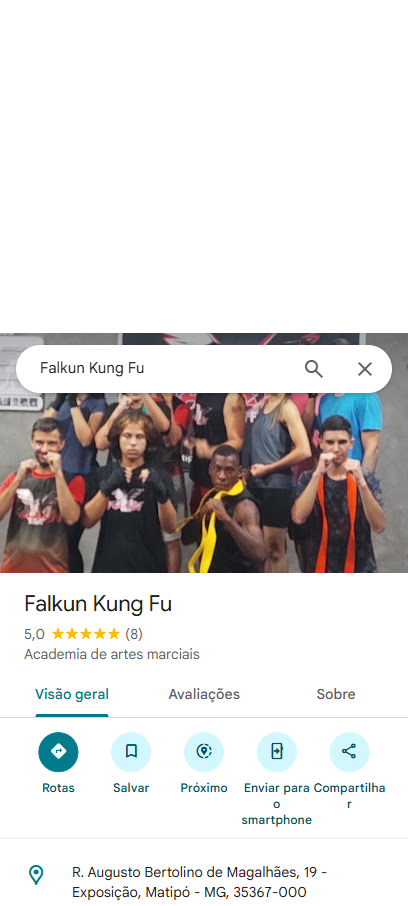 Falkun Kung Fu
Falkun Kung Fu
5,0 (8)
Academia de artes marciais
Visão geral Avaliações Sobre
Rotas Salvar Próximo Enviar para o smartphone Compartilhar
R. Augusto Bertolino de Magalhães, 19 -
Exposição, Matipó - MG, 35367-000